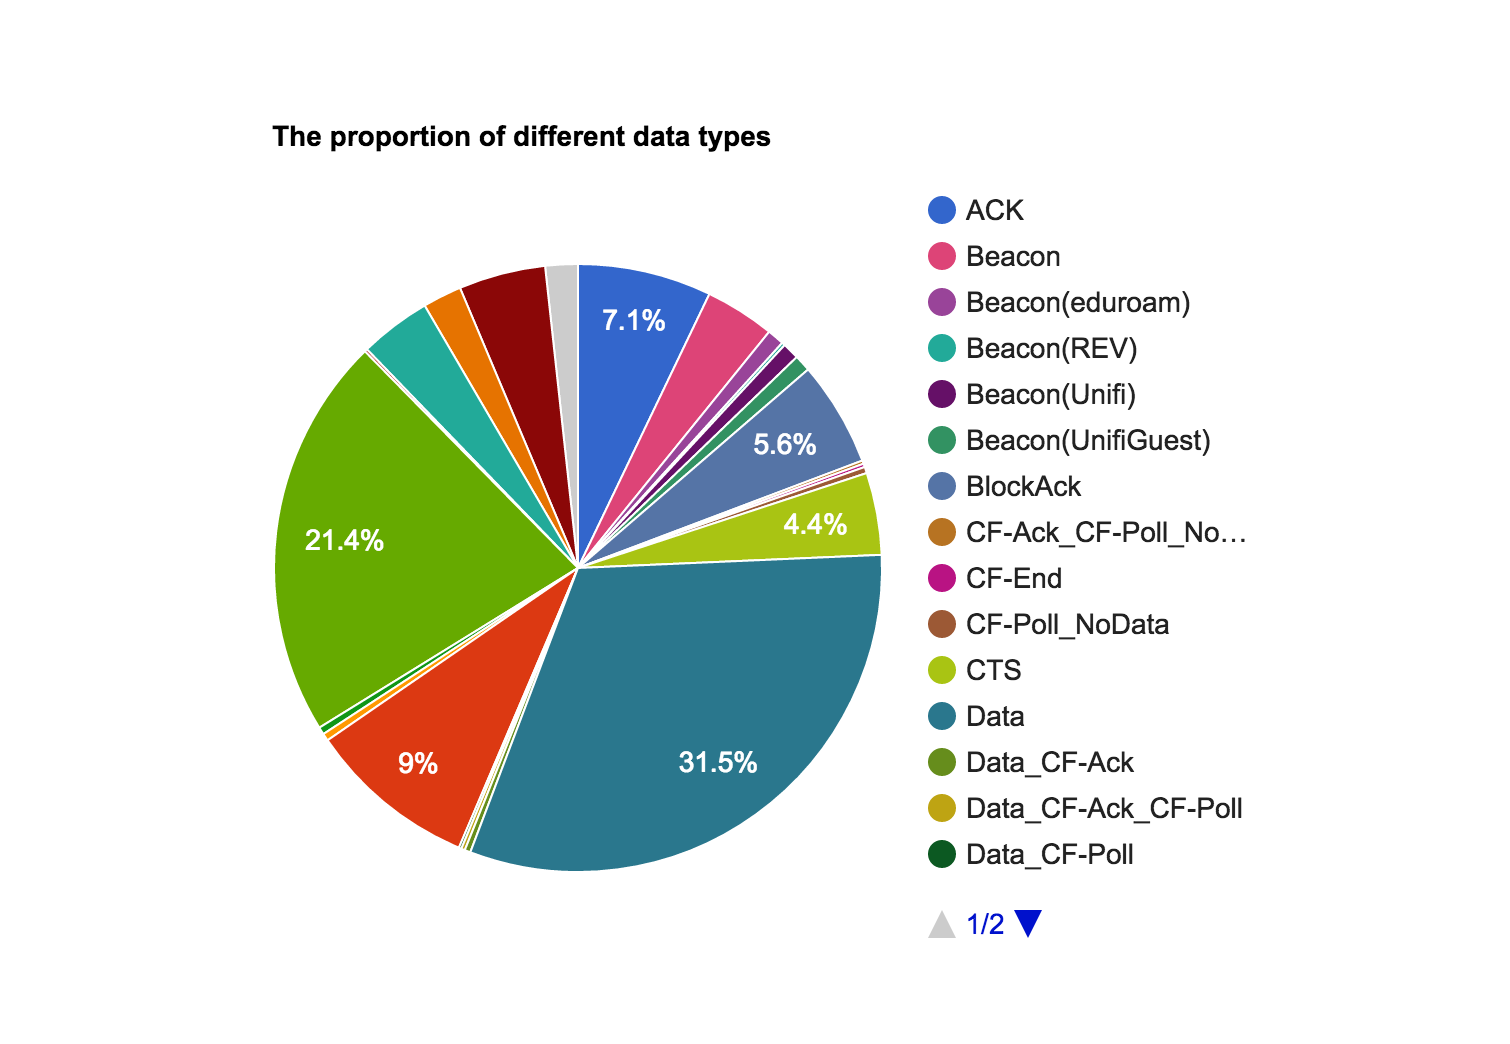 The proportion of different data types
ACK
Beacon
Beacon(eduroam)
Beacon(REV)
Beacon(Unifi)
Beacon(UnifiGuest)
BlockAck
CF-Ack_CF-Poll_No…
CF-End
CF-Poll_NoData
CTS
Data
Data_CF-Ack
Data_CF-Ack_CF-Poll
Data_CF-Poll
1/2
7.1%
5.6%
4.4%
31.5%
9%
21.4%